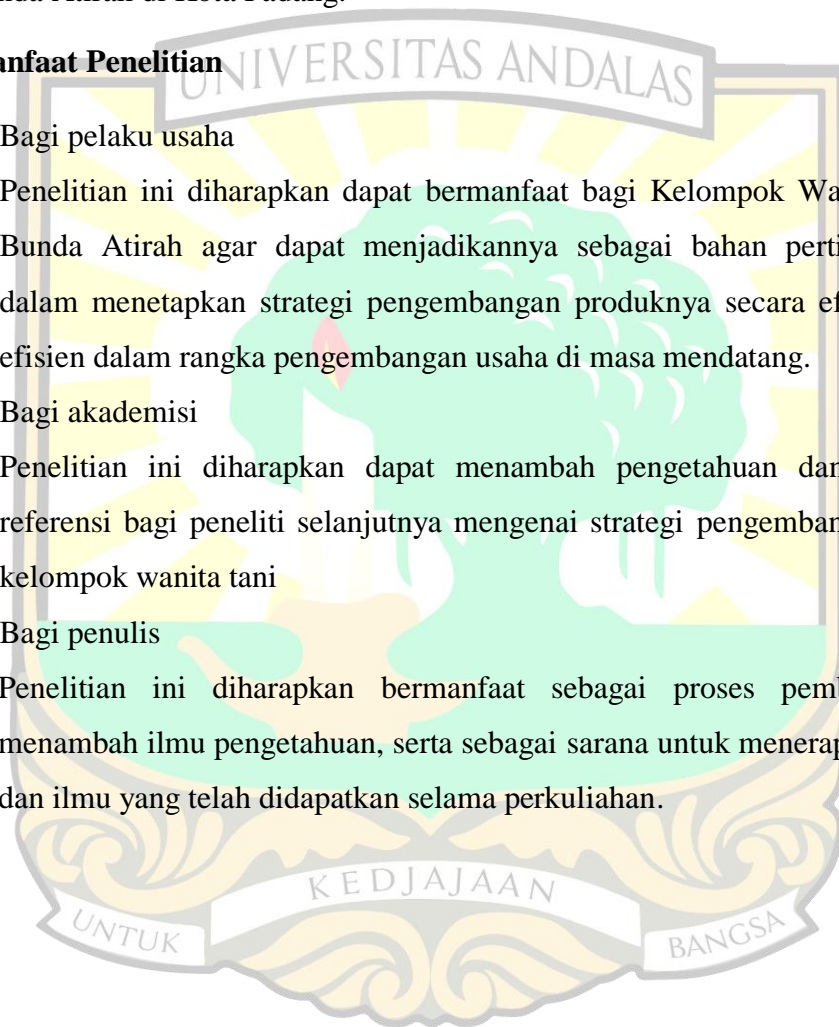 nda Atirah di Kota Padang.
anfaat Penelitian
UNIVERSITAS ANDALAS
Bagi pelaku usaha
Penelitian ini diharapkan dapat bermanfaat bagi Kelompok Wa
Bunda Atirah agar dapat menjadikannya sebagai bahan perti
dalam menetapkan strategi pengembangan produknya secara ef
efisien dalam rangka pengembangan usaha di masa mendatang.
Bagi akademisi
Penelitian ini diharapkan dapat menambah pengetahuan dan
referensi bagi peneliti selanjutnya mengenai strategi pengemban
kelompok wanita tani
Bagi penulis
Penelitian ini diharapkan bermanfaat sebagai proses pemb
menambah ilmu pengetahuan, serta sebagai sarana untuk menerap
dan ilmu yang telah didapatkan selama perkuliahan.
UNTUK KEDJAJAAN BANGSA